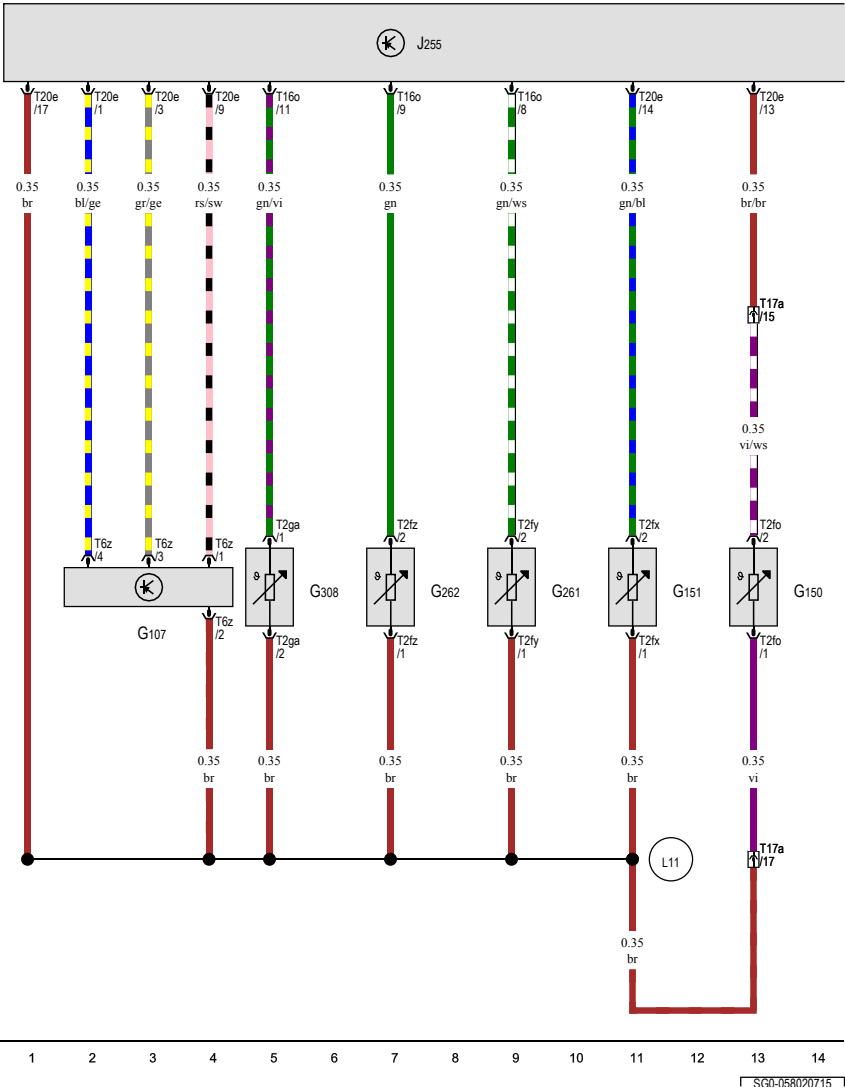 J255
T20e T20e T20e T20e T16o T16o T16o T20e T20e
/17 /1 /3 /9 /11 /9 /8 /14 /13
0.35 0.35 0.35 0.35 0.35 0.35 0.35 0.35 0.35
br bl/ge gr/ge rs/sw gn/vi gn gn/ws gn/bl br/br
T17a
/15
0.35
vi/ws
T2ga T2fz T2fy T2fx T2fo
/1 /2 /2 /2 /2
T6z T6z T6z
/4 /3 /1
G308 G262 G261 G151 G150
G107
T6z
/2
T2ga T2fz T2fy T2fx T2fo
/2 /1 /1 /1 /1
0.35 0.35 0.35 0.35 0.35 0.35
br br br br br vi
L11
T17a
/17
0.35
br
1 2 3 4 5 6 7 8 9 10 11 12 13 14
SG0-058020715